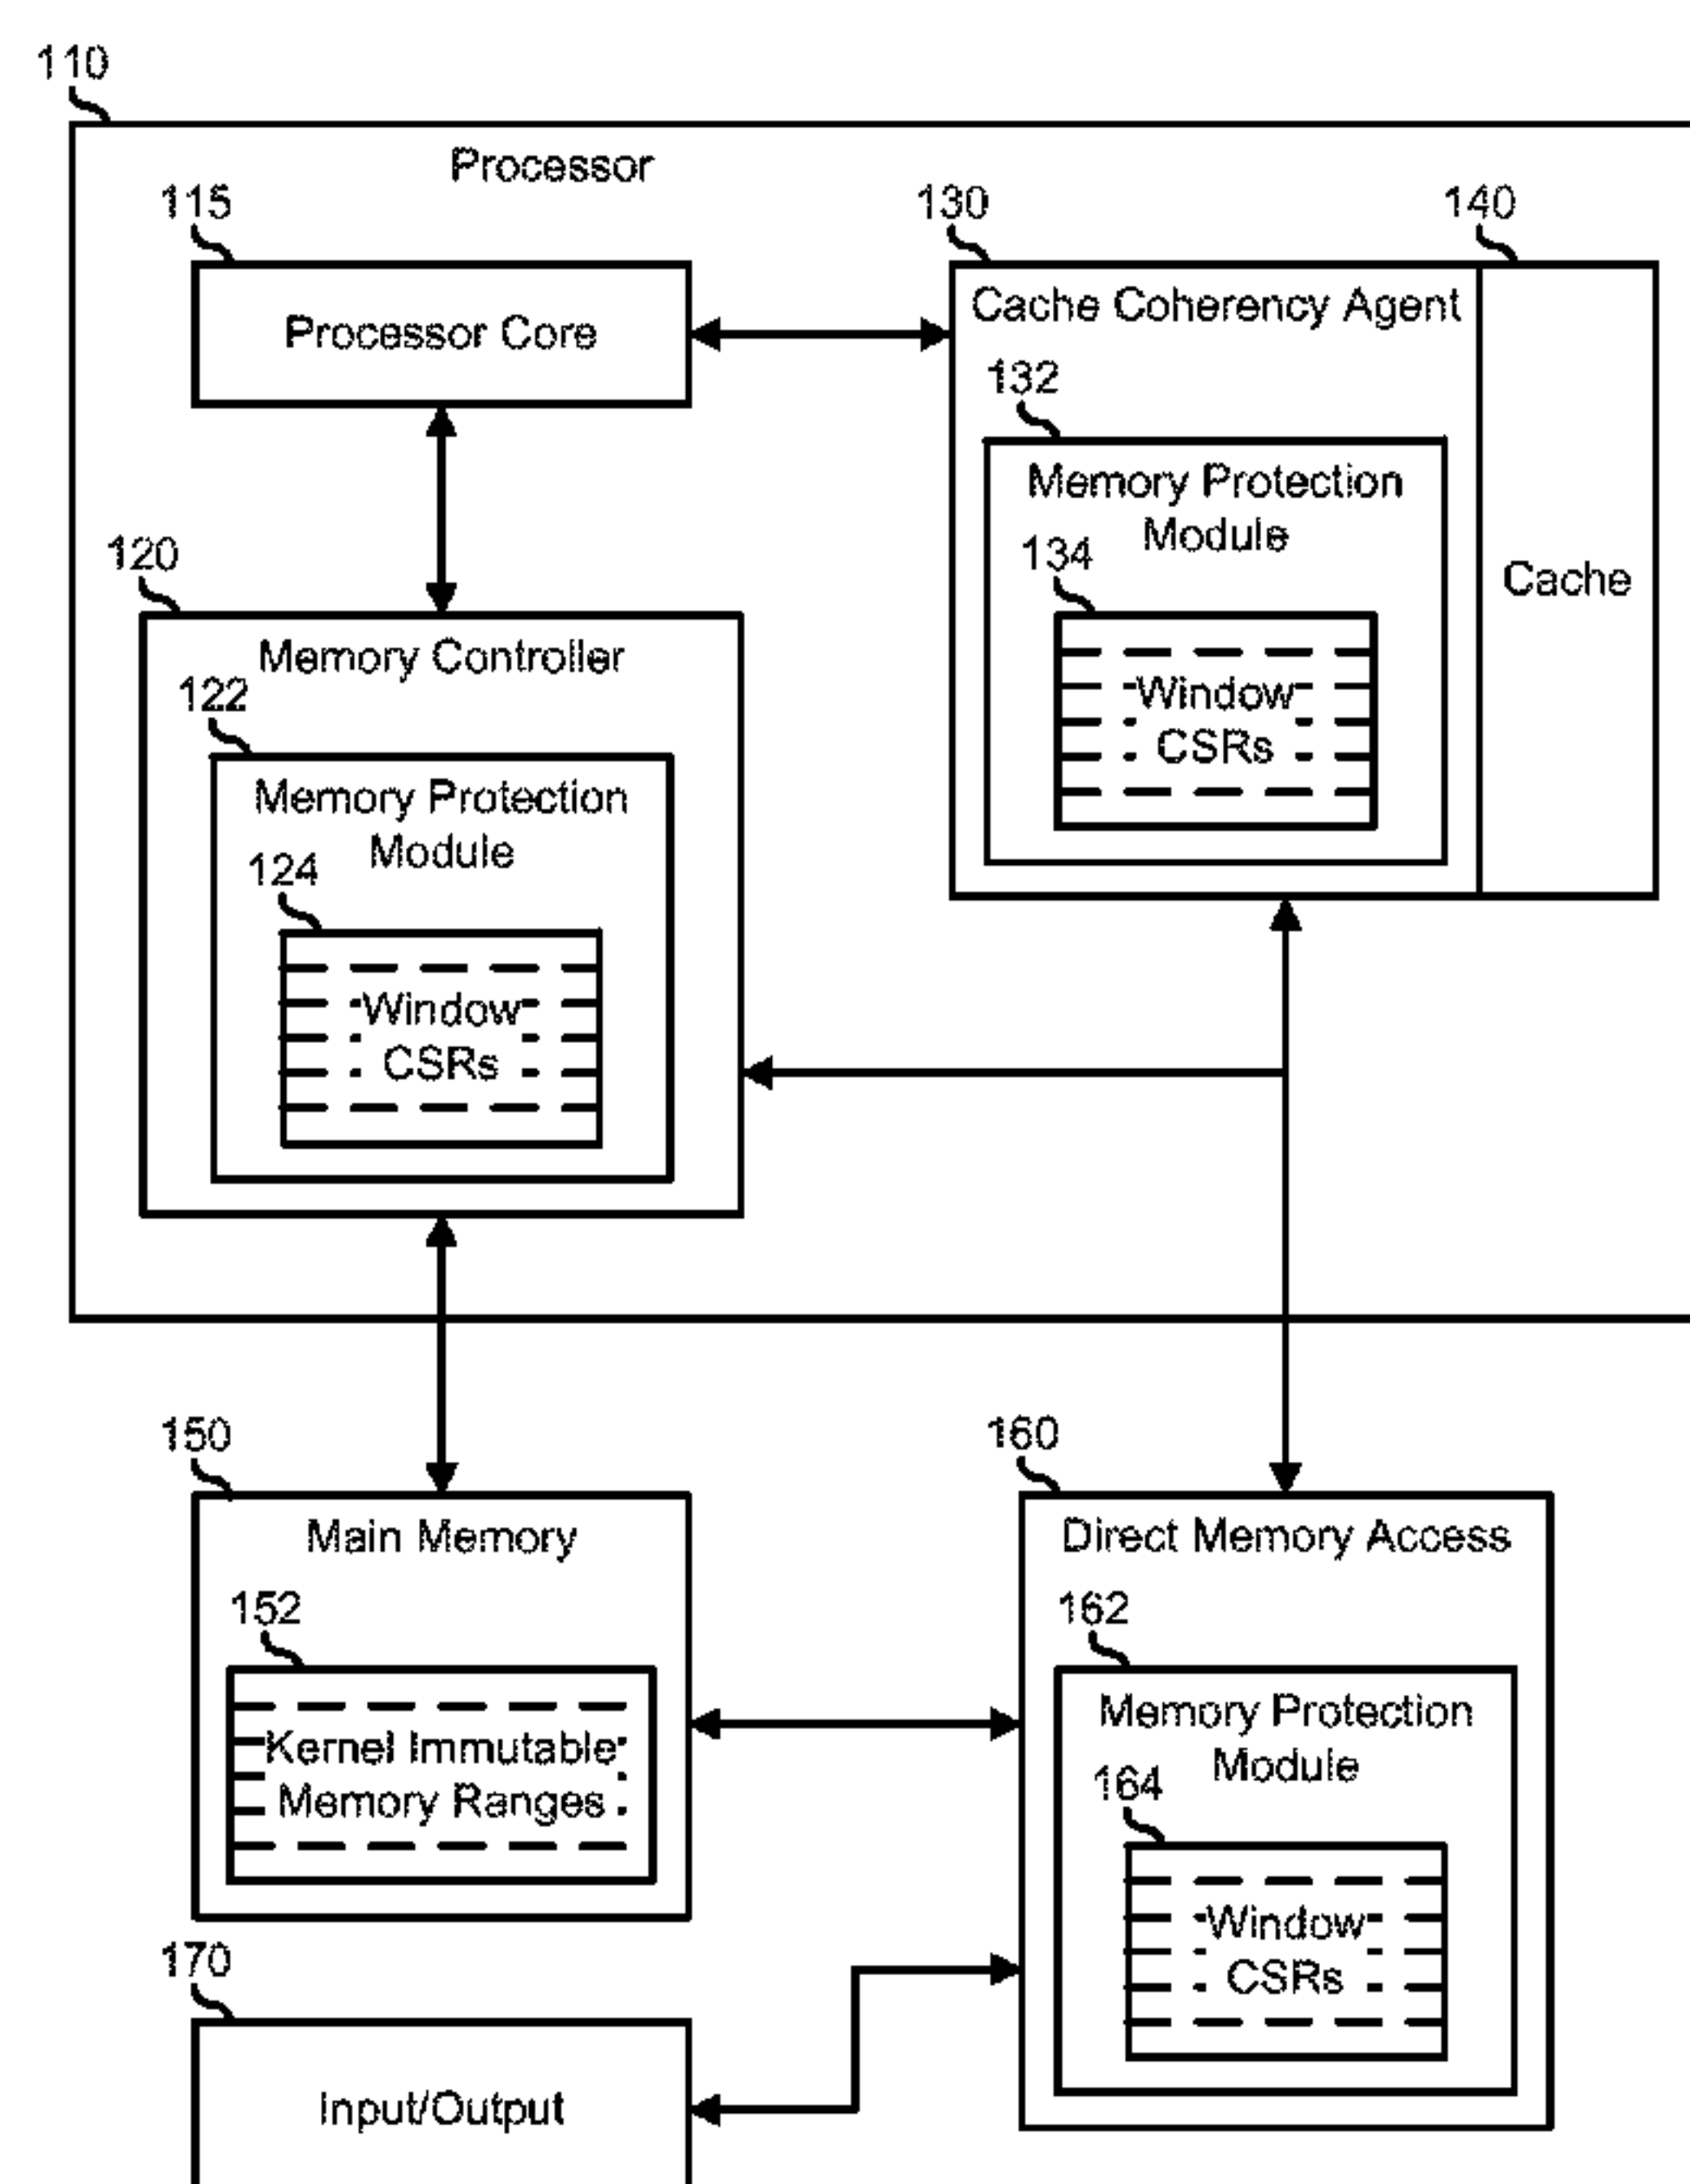 110
Processor
115
130
140
Processor Core
Cache Coherency Agent
132
Memory Protection
Module
134
Window
CSRs
Cache
120
Memory Controller
122
Memory Protection
Module
124
Window
CSRs
150
Main Memory
152
Kernel Immutable
Memory Ranges
160
Direct Memory Access
162
Memory Protection
Module
164
Window
CSRs
170
Input/Output